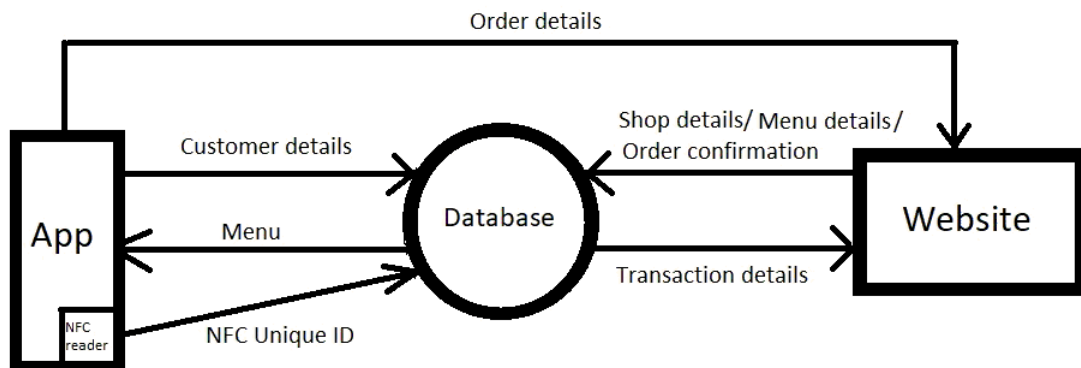 Order details
Shop details/ Menu details/
Order confirmation
Customer details
App
Menu
Database
Website
Transaction details
NFC
reader
NFC Unique ID